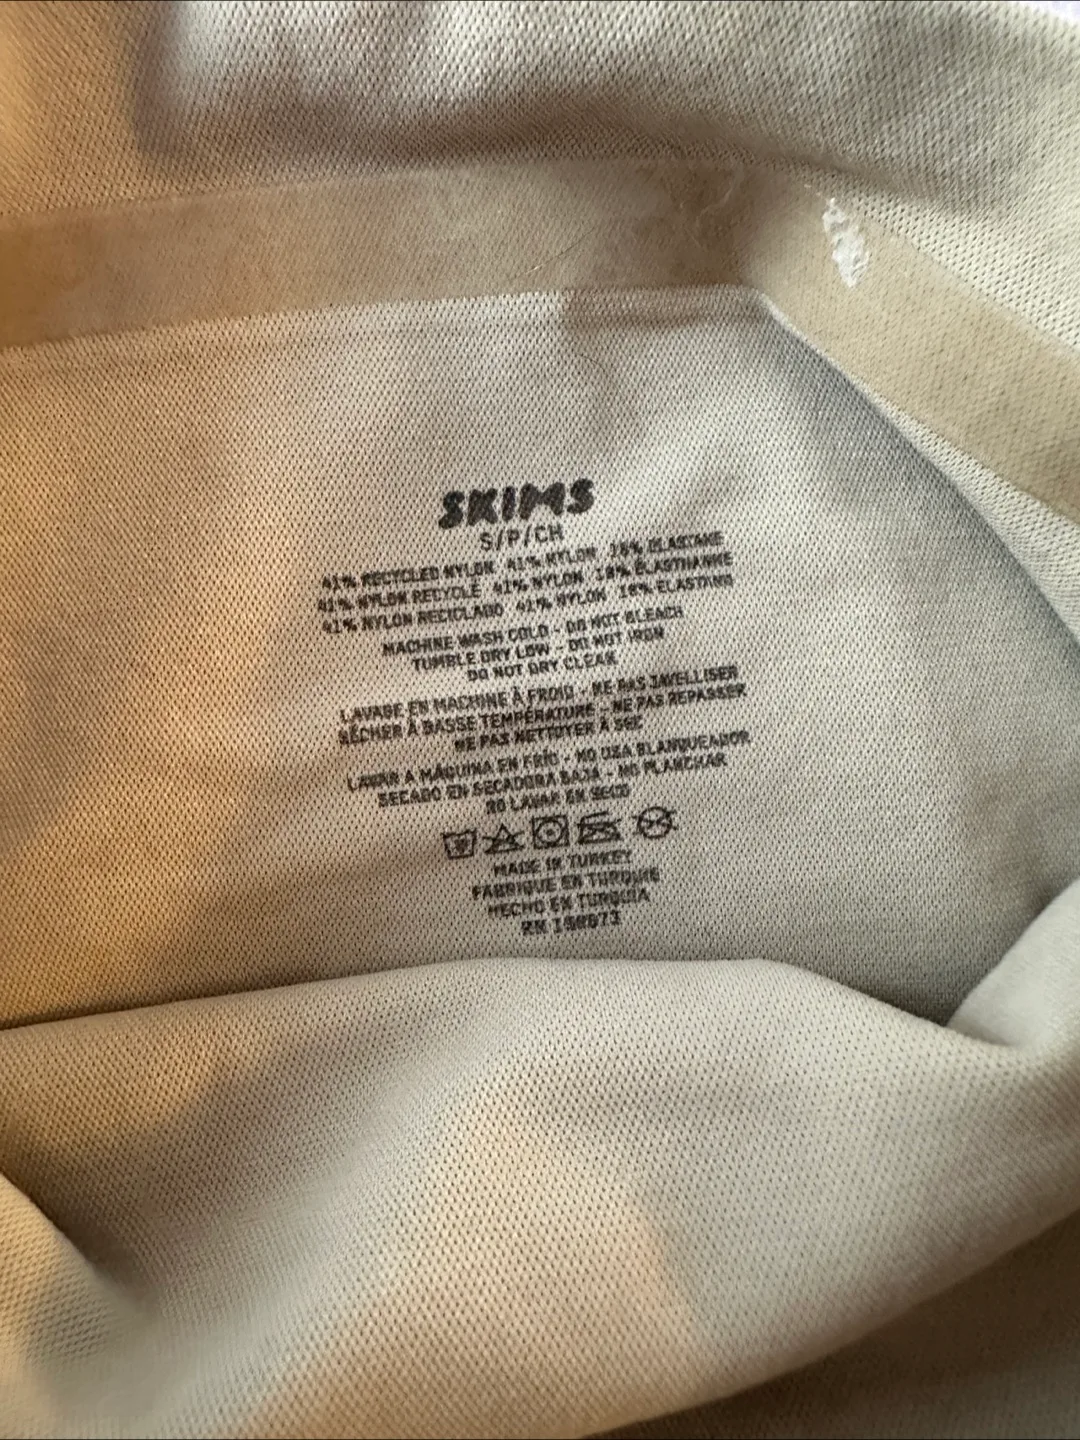 SKIMS
S/P/CH
41% RECYCLED NYLON 41% NYLON 18% ELASTANE
41% NYLON RECYCLÉ 41% NYLON 18% ÉLASTHANNE
41% NYLON RECICLADO 41% NYLON 18% ELASTANO
MACHINE WASH COLD - DO NOT BLEACH
TUMBLE DRY LOW - DO NOT IRON
DO NOT DRY CLEAN
LAVAGE EN MACHINE À FROID - NE PAS JAVELLISER
SÉCHER À BASSE TEMPÉRATURE - NE PAS REPASSER
NE PAS NETTOYER À SEC
LAVAR A MÁQUINA EN FRÍO - NO USA BLANQUEADOR
SECADO EN SECADORA BAJA - NO PLANCHAR
NO LAVAR EN SECO
MADE IN TURKEY
FABRIQUE EN TURQUIE
HECHO EN TURQUÍA
RN